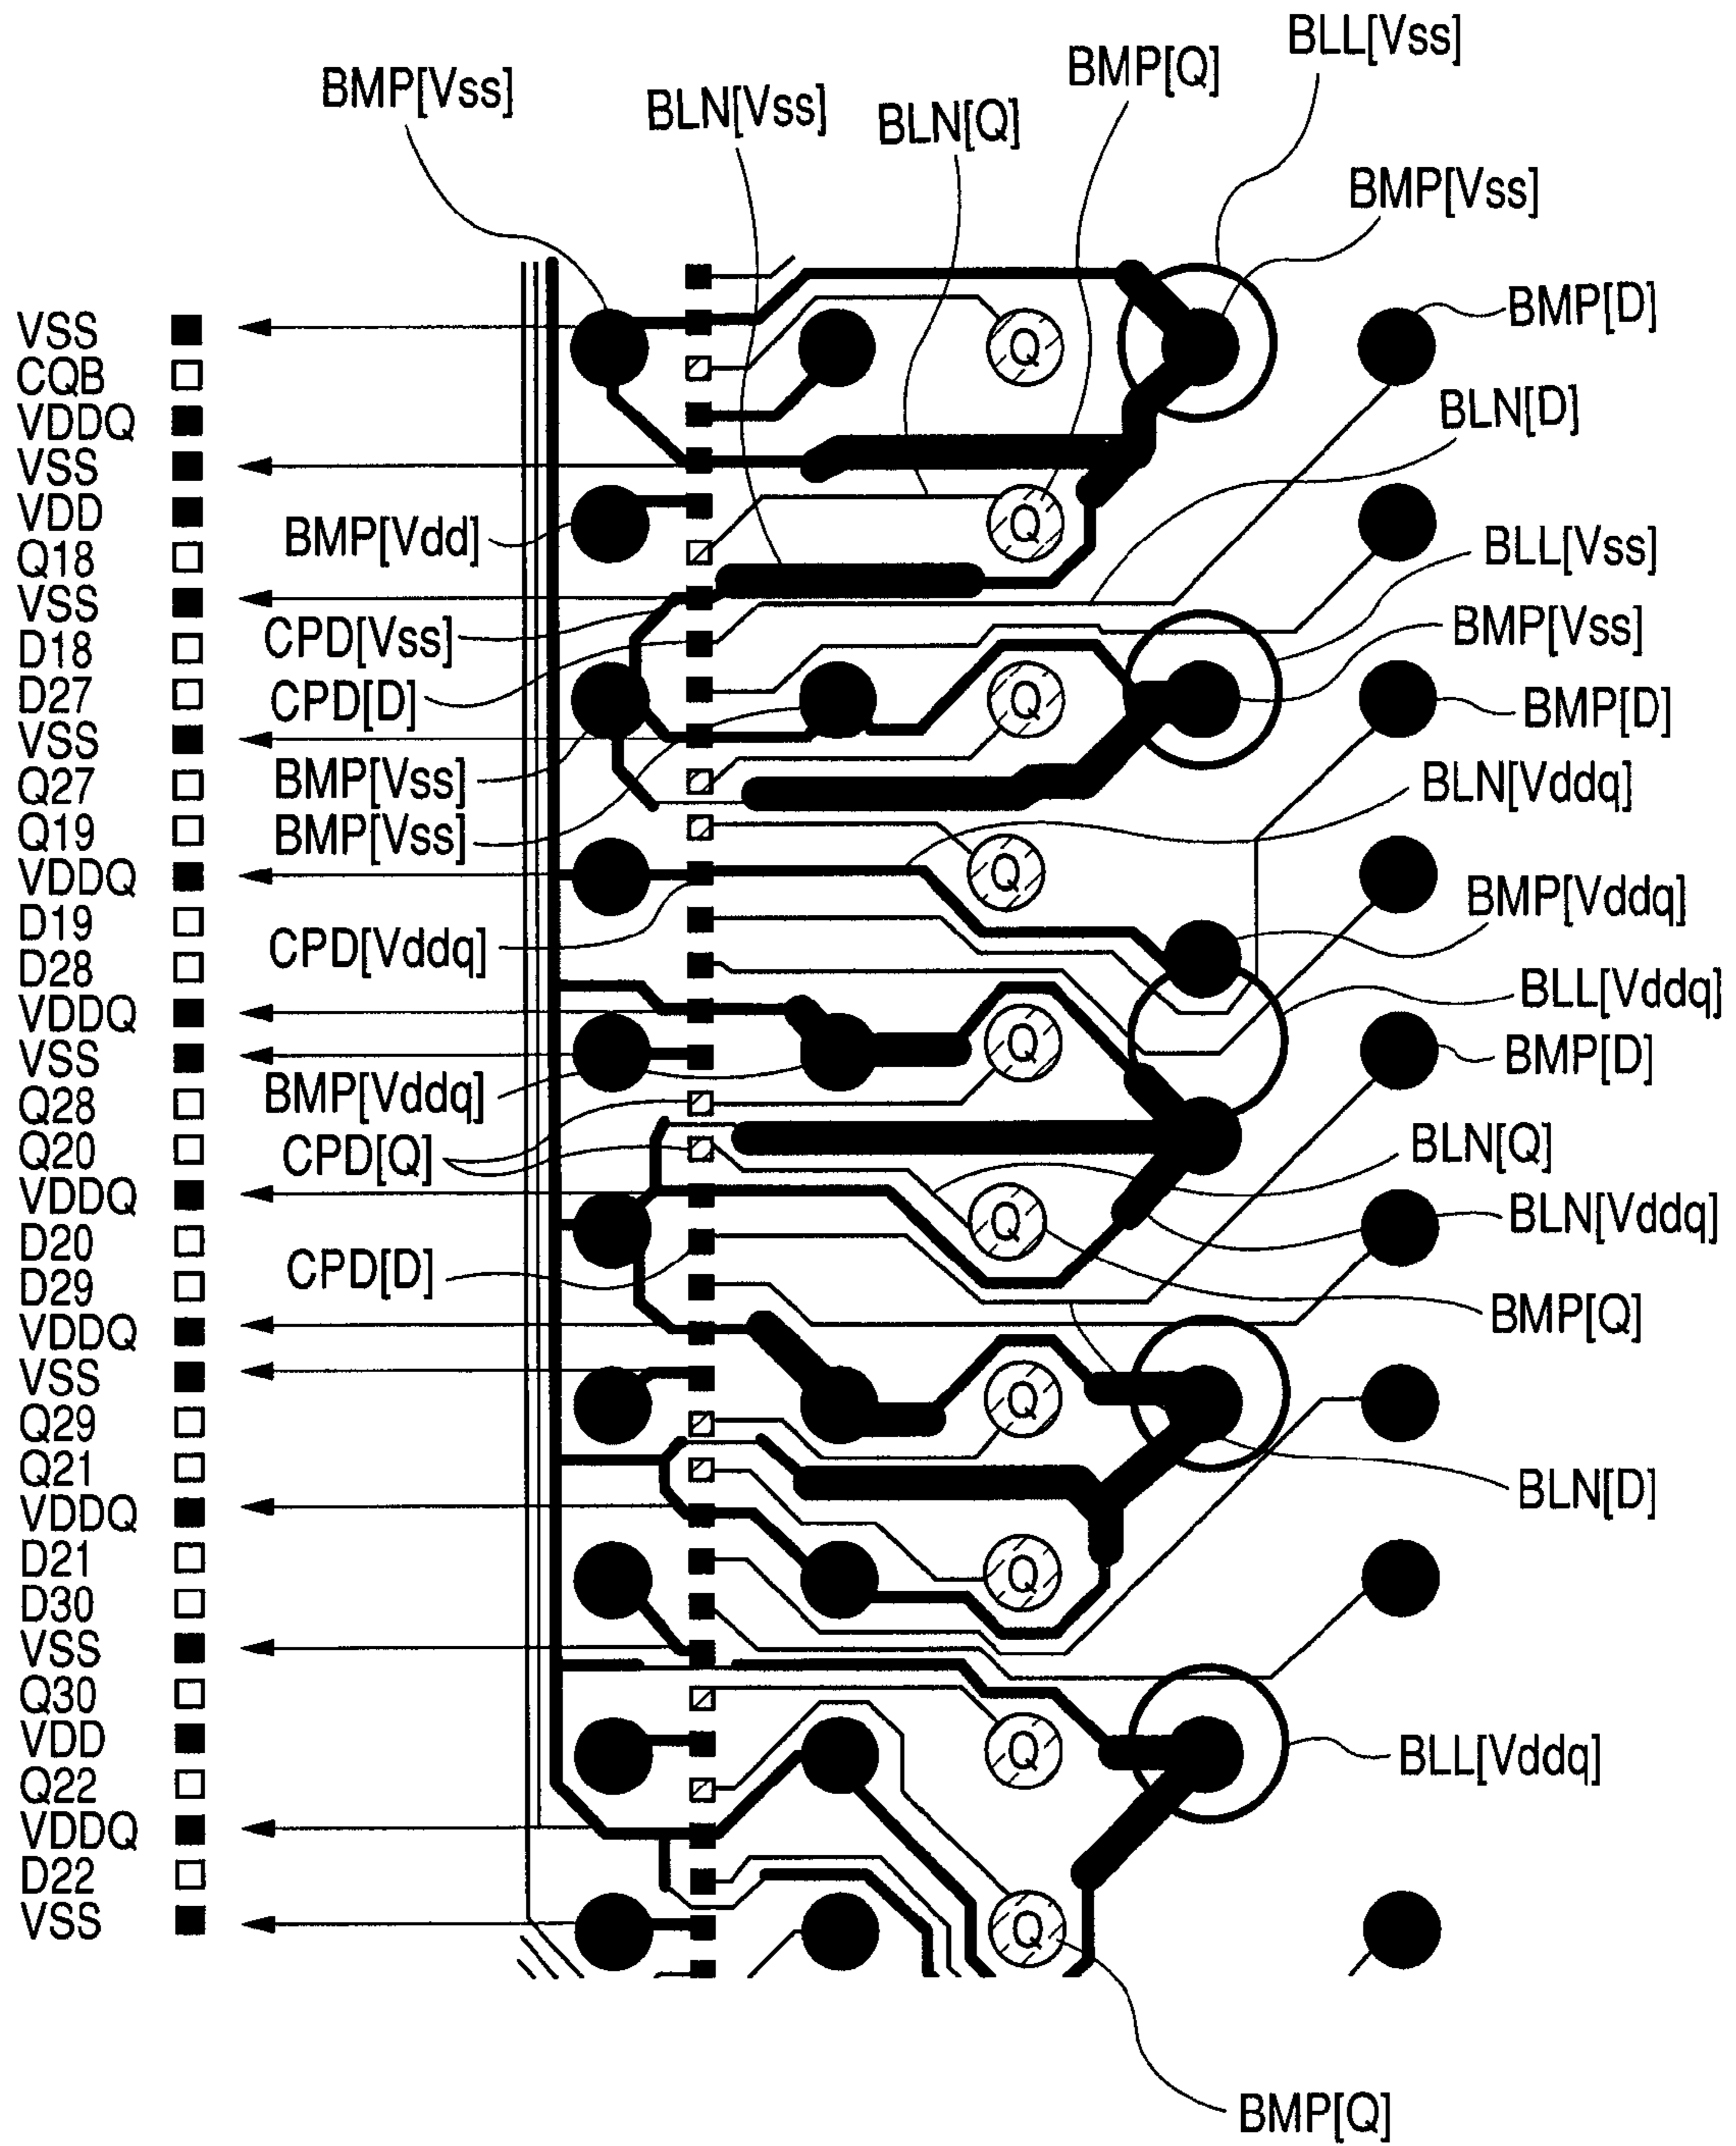 BLL[Vss]
BMP[Q]
BMP[Vss]
BLN[Vss]
BLN[Q]
BMP[Vss]
BMP[D]
VSS
Q
CQB
BLN[D]
VDDQ
VSS
VDD
Q
BMP[Vdd]
BLL[Vss]
Q18
VSS
CPD[Vss]
BMP[Vss]
D18
D27
CPD[D]
Q
BMP[D]
VSS
BMP[Vss]
BLN[Vddq]
Q27
BMP[Vss]
Q19
VDDQ
Q
BMP[Vddq]
D19
CPD[Vddq]
D28
BLL[Vddq]
VDDQ
Q
VSS
BMP[D]
BMP[Vddq]
Q28
CPD[Q]
Q20
BLN[Q]
VDDQ
Q
BLN[Vddq]
D20
CPD[D]
D29
BMP[Q]
VDDQ
VSS
Q
Q29
Q21
BLN[D]
VDDQ
D21
Q
D30
VSS
Q30
VDD
Q
BLL[Vddq]
Q22
VDDQ
D22
VSS
Q
BMP[Q]